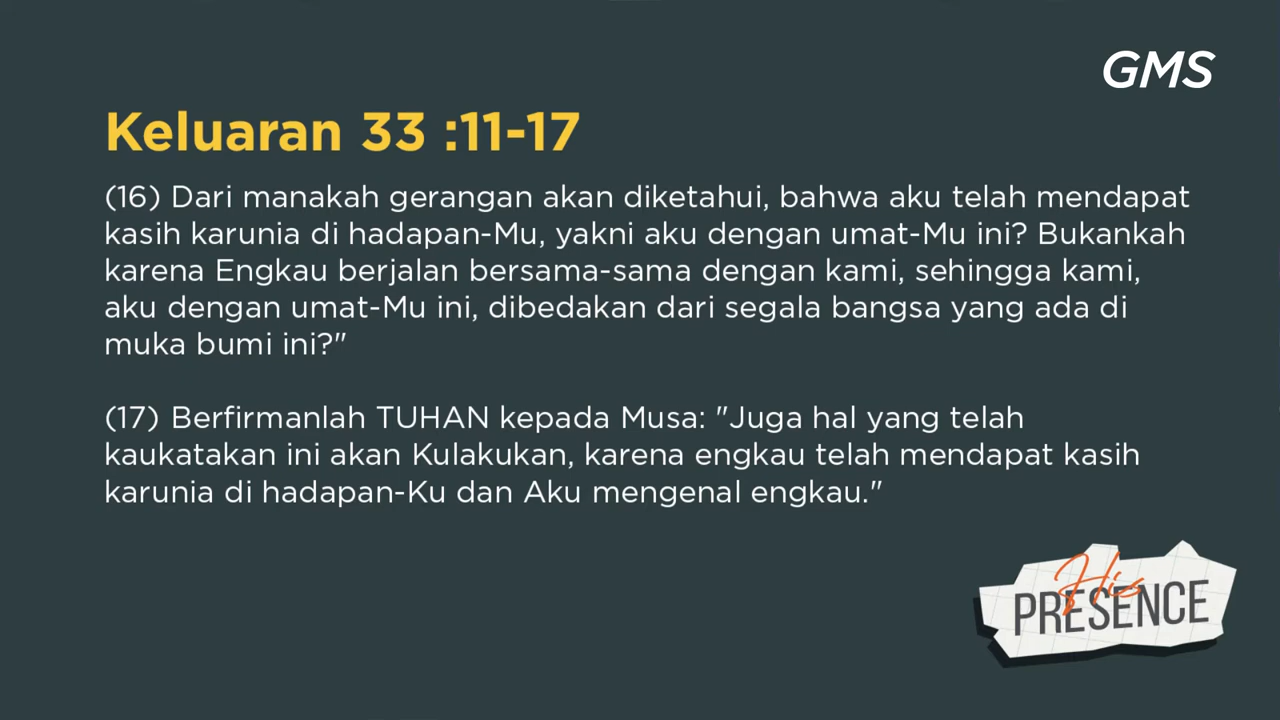 GMS
Keluaran 33 :11-17
(16) Dari manakah gerangan akan diketahui, bahwa aku telah mendapat
kasih karunia di hadapan-Mu, yakni aku dengan umat-Mu ini? Bukankah
karena Engkau berjalan bersama-sama dengan kami, sehingga kami,
aku dengan umat-Mu ini, dibedakan dari segala bangsa yang ada di
muka bumi ini?"
(17) Berfirmanlah TUHAN kepada Musa: "Juga hal yang telah
kaukatakan ini akan Kulakukan, karena engkau telah mendapat kasih
karunia di hadapan-Ku dan Aku mengenal engkau."
His
PRESENCE